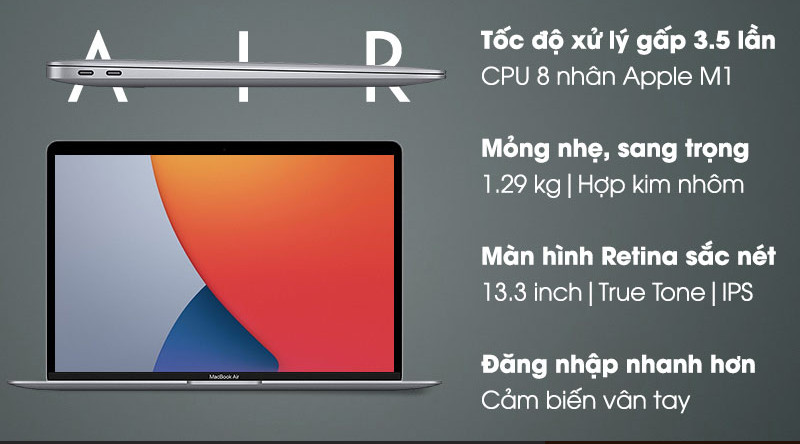 AIR
Tốc độ xử lý gấp 3.5 lần
CPU 8 nhân Apple M1
Mỏng nhẹ, sang trọng
1.29 kg | Hợp kim nhôm
Màn hình Retina sắc nét
13.3 inch | True Tone | IPS
Đăng nhập nhanh hơn
Cảm biến vân tay
MacBook Air